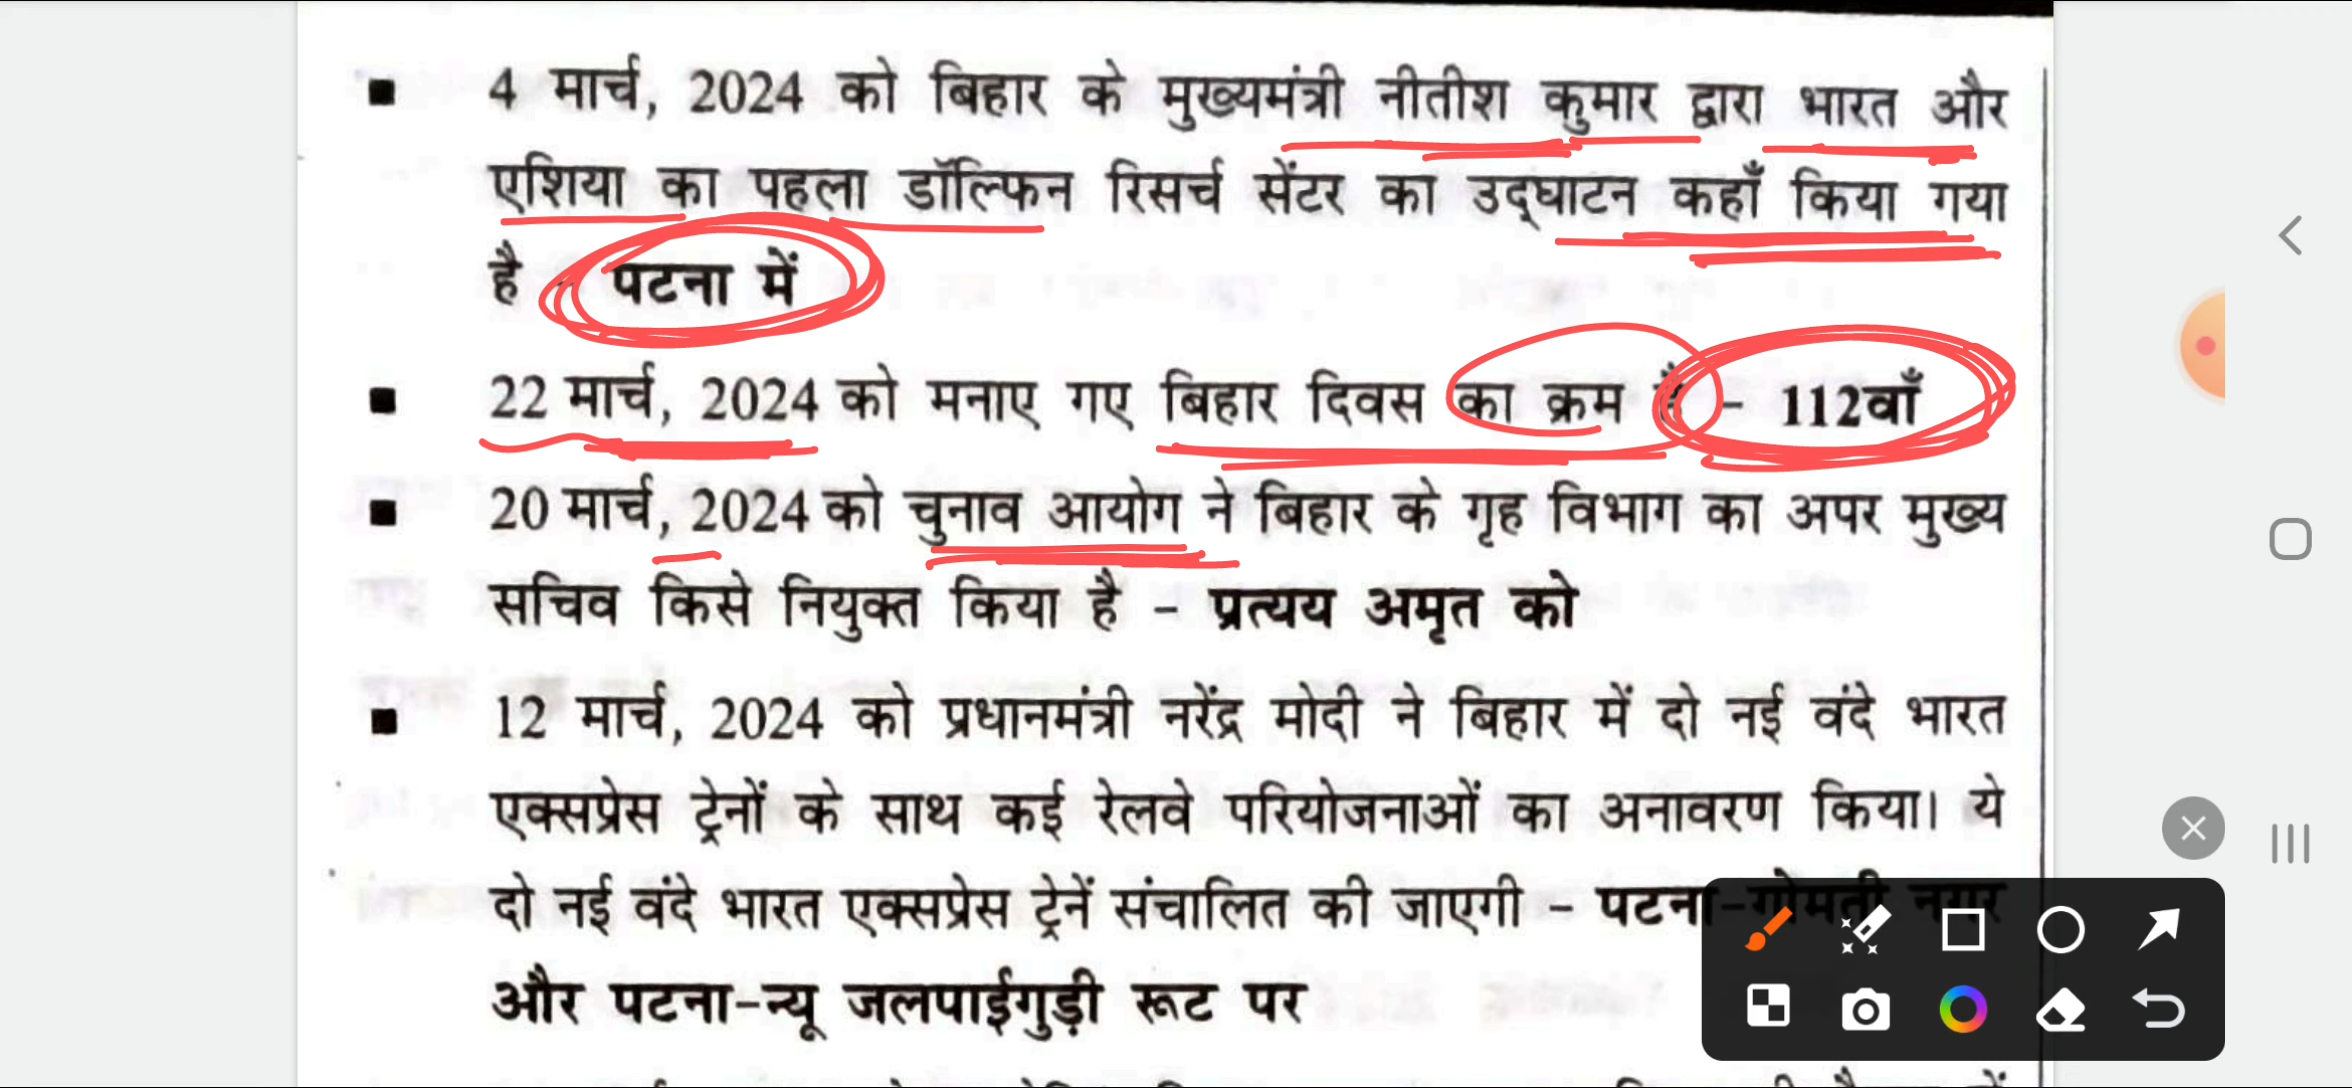 ▪ 4 मार्च, 2024 को बिहार के मुख्यमंत्री नीतीश कुमार द्वारा भारत और
एशिया का पहला डॉल्फिन रिसर्च सेंटर का उद्घाटन कहाँ किया गया
है - पटना में
▪ 22 मार्च, 2024 को मनाए गए बिहार दिवस का क्रम है - 112वाँ
▪ 20 मार्च, 2024 को चुनाव आयोग ने बिहार के गृह विभाग का अपर मुख्य
सचिव किसे नियुक्त किया है - प्रत्यय अमृत को
▪ 12 मार्च, 2024 को प्रधानमंत्री नरेंद्र मोदी ने बिहार में दो नई वंदे भारत
एक्सप्रेस ट्रेनों के साथ कई रेलवे परियोजनाओं का अनावरण किया। ये
दो नई वंदे भारत एक्सप्रेस ट्रेनें संचालित की जाएगी - पटना-गोमती नगर
और पटना-न्यू जलपाईगुड़ी रूट पर